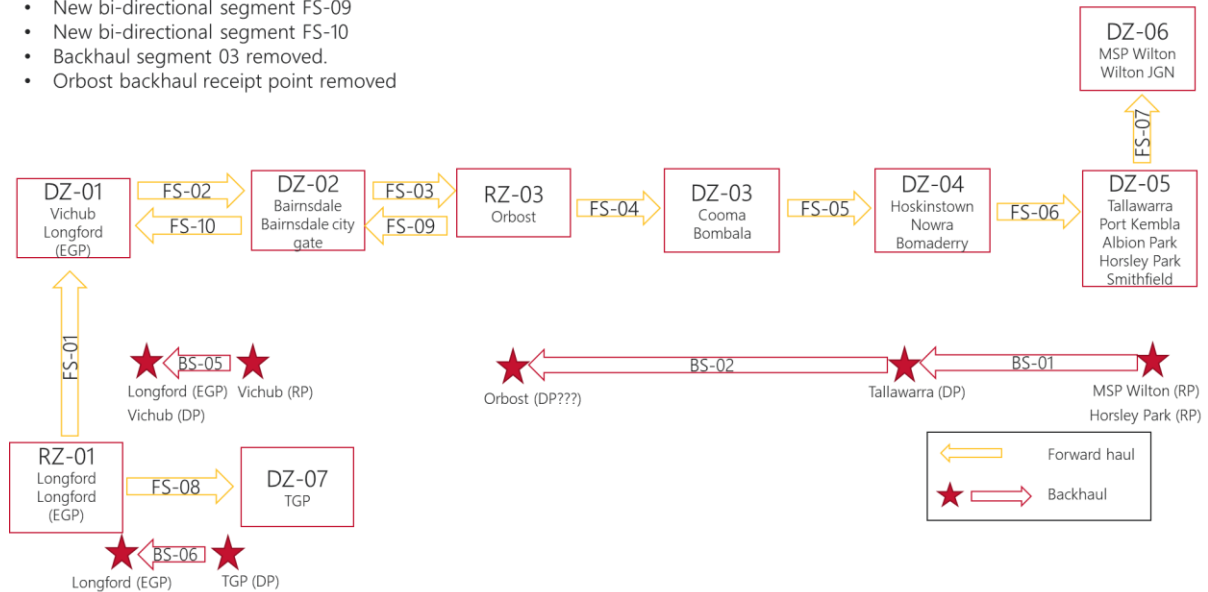 • New bi-directional segment FS-09
• New bi-directional segment FS-10
• Backhaul segment 03 removed.
• Orbost backhaul receipt point removed
DZ-06
MSP Wilton
Wilton JGN
FS-07
DZ-01
Vichub
Longford
(EGP)
FS-02
FS-10
DZ-02
Bairnsdale
Bairnsdale city
gate
FS-03
FS-09
RZ-03
Orbost
FS-04
DZ-03
Cooma
Bombala
FS-05
DZ-04
Hoskinstown
Nowra
Bomaderry
FS-06
DZ-05
Tallawarra
Port Kembla
Albion Park
Horsley Park
Smithfield
FS-01
BS-05
Longford (EGP)
Vichub (DP)
Vichub (RP)
BS-02
Orbost (DP???)
BS-01
Tallawarra (DP)
MSP Wilton (RP)
Horsley Park (RP)
RZ-01
Longford
Longford
(EGP)
FS-08
DZ-07
TGP
BS-06
Longford (EGP)
TGP (DP)
Forward haul
Backhaul